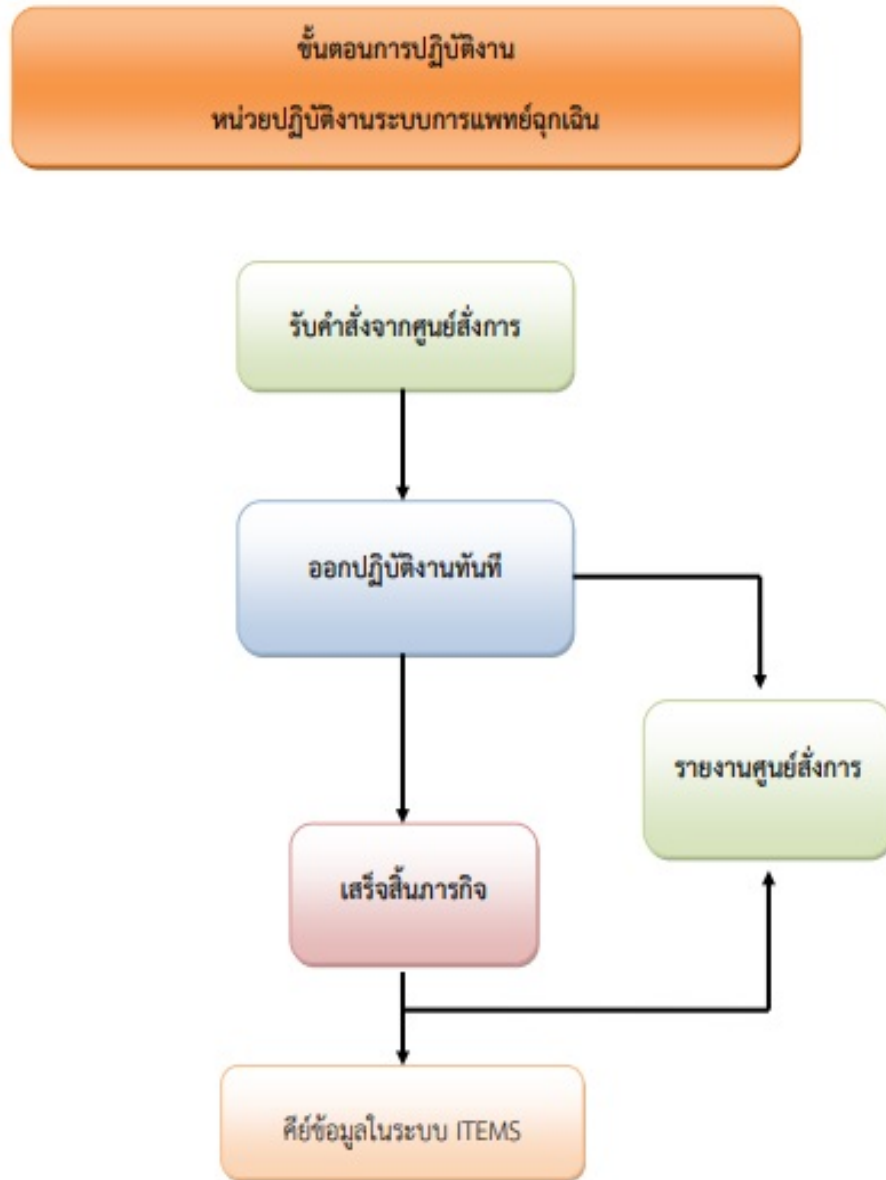 ขั้นตอนการปฏิบัติงาน
หน่วยปฏิบัติงานระบบการแพทย์ฉุกเฉิน
รับคำสั่งจากศูนย์สั่งการ
ออกปฏิบัติงานทันที
รายงานศูนย์สั่งการ
เสร็จสิ้นภารกิจ
คีย์ข้อมูลในระบบ ITEMS